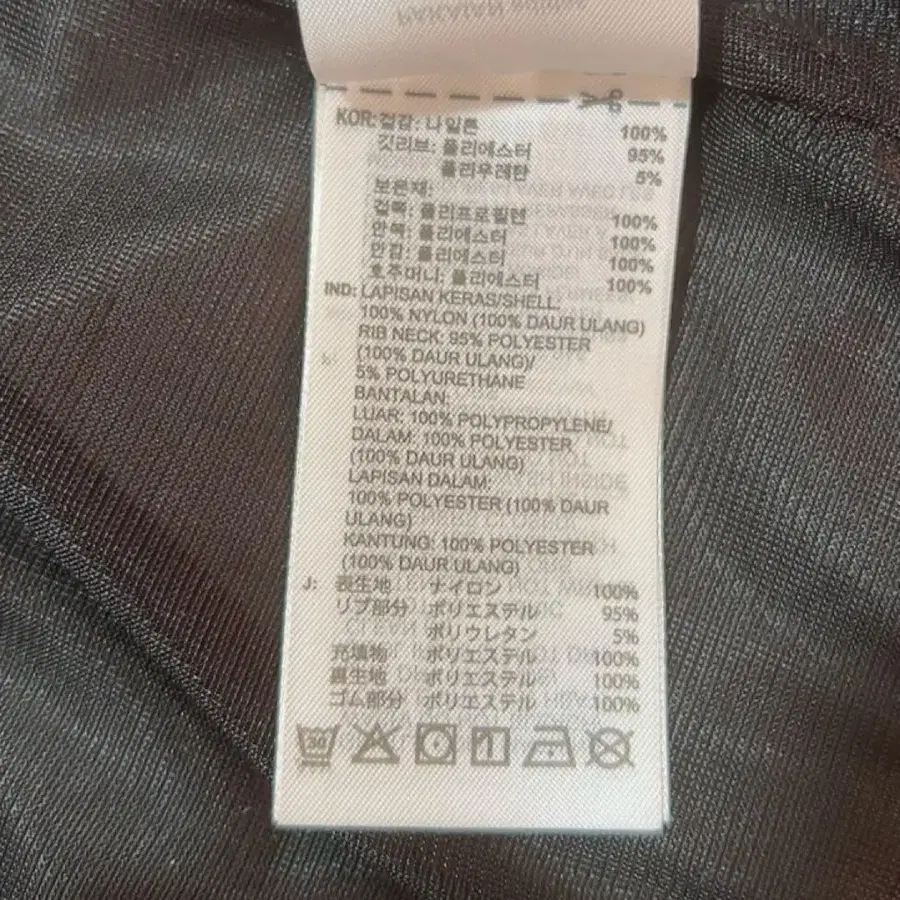 KOR: 겉감: 나일론 100%
깃리브: 폴리에스터 95%
폴리우레탄 5%
보온재:
겉쪽: 폴리프로필렌 100%
안쪽: 폴리에스터 100%
안감: 폴리에스터 100%
호주머니: 폴리에스터 100%
IND: LAPISAN KERAS/SHELL:
100% NYLON (100% DAUR ULANG)
RIB NECK: 95% POLYESTER
(100% DAUR ULANG)/
5% POLYURETHANE
BANTALAN:
LUAR: 100% POLYPROPYLENE/
DALAM: 100% POLYESTER
(100% DAUR ULANG)
LAPISAN DALAM:
100% POLYESTER (100% DAUR
ULANG)
KANTUNG: 100% POLYESTER
(100% DAUR ULANG)
J: 表生地 ナイロン 100%
リブ部分 ポリエステル 95%
ポリウレタン 5%
充填物 ポリエステル 100%
裏生地 ポリエステル 100%
ゴム部分 ポリエステル 100%
30